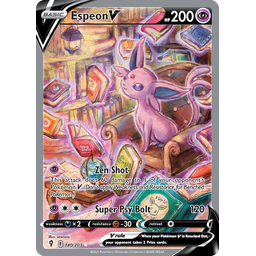 BASIC
Espeon V
HP 200
Zen Shot
This attack does 60 damage to 1 of your opponent's
Pokémon V. (Don't apply Weakness and Resistance for Benched
Pokémon.)
Super Psy Bolt 120
weakness ×2 resistance -30 retreat
V rule
When your Pokémon V is Knocked Out,
your opponent takes 2 Prize cards.